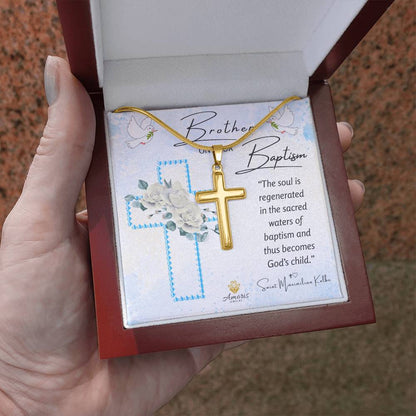 Brother
Baptism
"The soul is
regenerated
in the sacred
waters of
baptism and
thus becomes
God's child."
Amoris
Saint Maximilian Kolbe